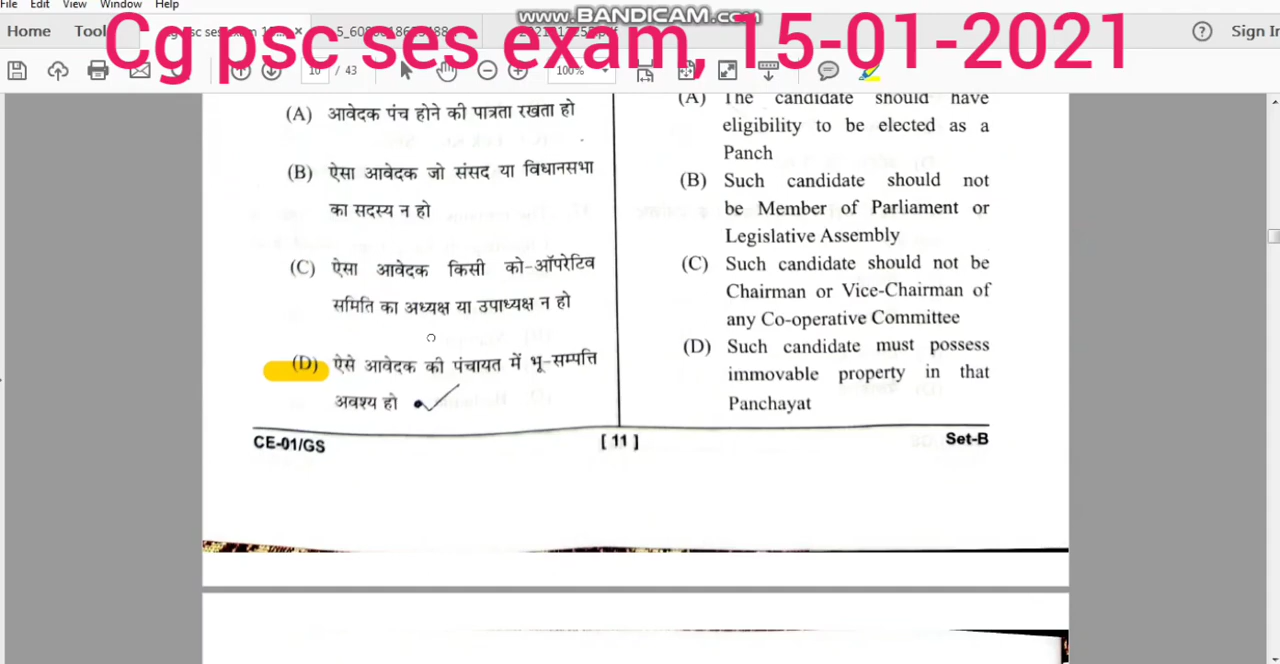 File Edit View Window Help
www.BANDICAM.com
Home
Cg psc ses exam, 15-01-2021
Sign In
/ 43
100%
(A) आवेदक पंच होने की पात्रता रखता हो
(B) ऐसा आवेदक जो संसद या विधानसभा
का सदस्य न हो
(C) ऐसा आवेदक किसी को-ऑपरेटिव
समिति का अध्यक्ष या उपाध्यक्ष न हो
(D) ऐसे आवेदक की पंचायत में भू-सम्पत्ति
अवश्य हो
(A) The candidate should have
eligibility to be elected as a
Panch
(B) Such candidate should not
be Member of Parliament or
Legislative Assembly
(C) Such candidate should not be
Chairman or Vice-Chairman of
any Co-operative Committee
(D) Such candidate must possess
immovable property in that
Panchayat
CE-01/GS
[ 11 ]
Set-B